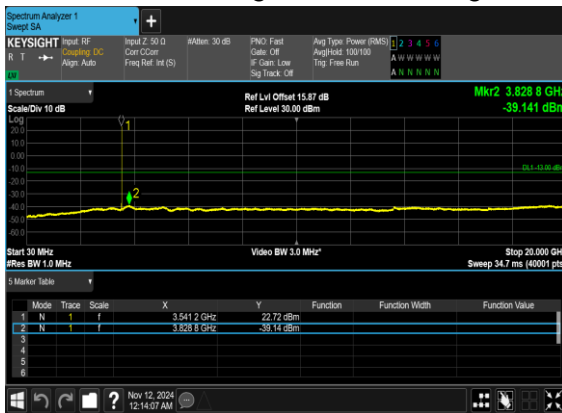 Spectrum Analyzer 1
Swept SA
KEYSIGHT Input: RF Input Z: 50 Ω #Atten: 30 dB PNO: Fast Avg Type: Power (RMS) 1 2 3 4 5 6
R T Coupling: DC Corr CCorr Gate: Off Avg|Hold: 100/100 A W W W W W
Align: Auto Freq Ref: Int (S) IF Gain: Low Trig: Free Run
LXI Sig Track: Off A N N N N N
1 Spectrum Ref Lvl Offset 15.87 dB Mkr2 3.828 8 GHz
Scale/Div 10 dB Ref Level 30.00 dBm -39.141 dBm
Log
20.0
10.0
0.00
-10.0
-20.0
-30.0
-40.0
-50.0
-60.0
1
DL1 -13.00 dBm
2
Start 30 MHz Video BW 3.0 MHz* Stop 20.000 GHz
#Res BW 1.0 MHz Sweep 34.7 ms (40001 pts)
5 Marker Table
Mode Trace Scale X Y Function Function Width Function Value
1 N 1 f 3.541 2 GHz 22.72 dBm
2 N 1 f 3.828 8 GHz -39.14 dBm
3
4
5
6
? Nov 12, 2024
12:14:07 AM